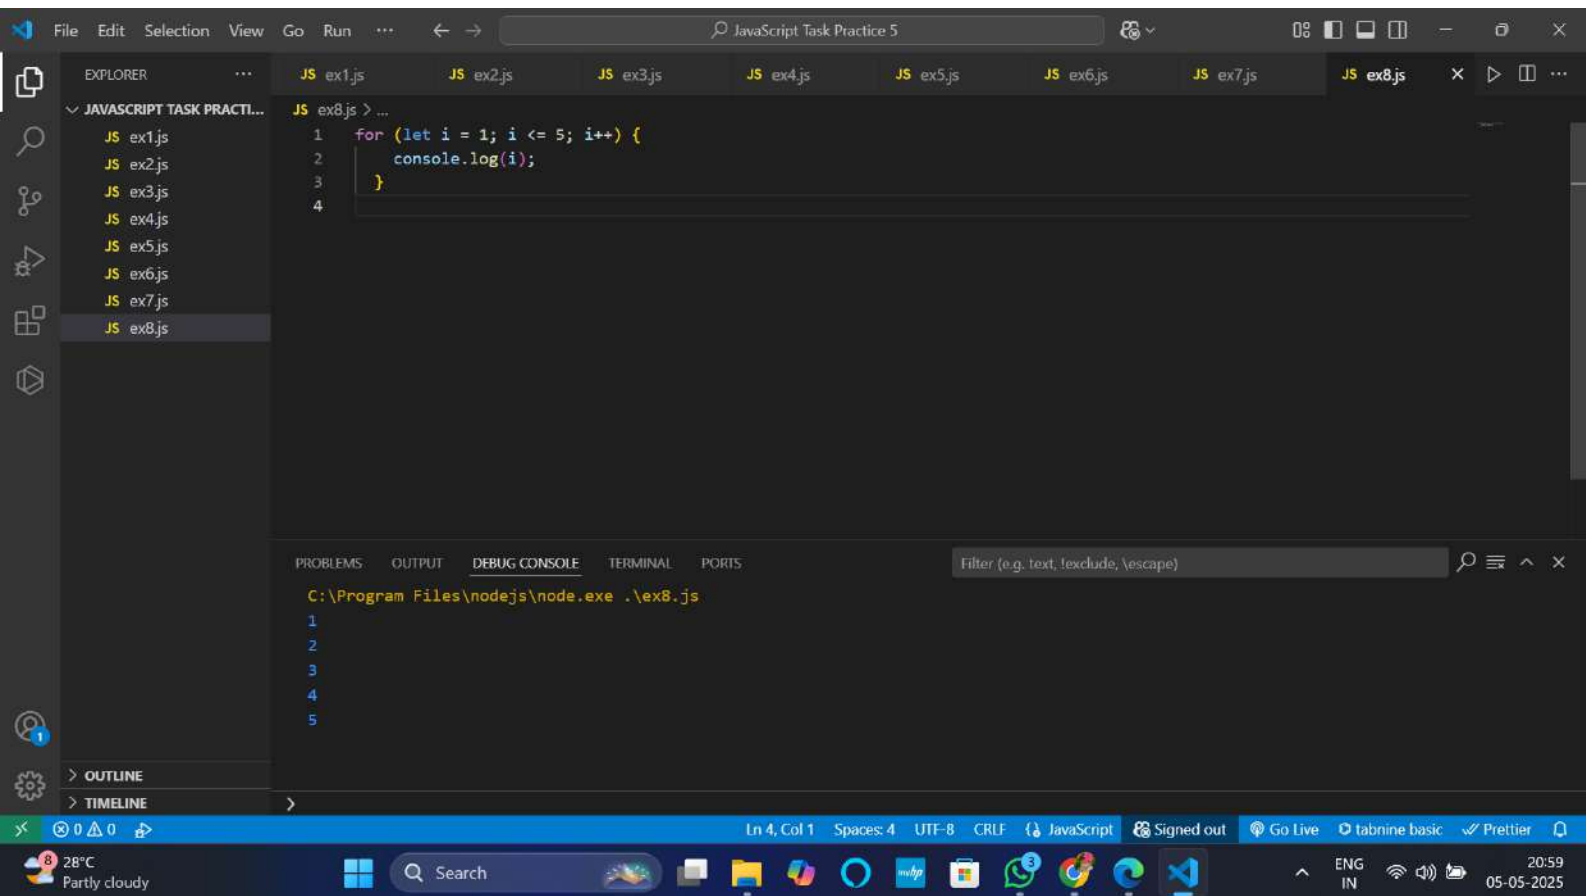 File Edit Selection View Go Run ··· JavaScript Task Practice 5
EXPLORER ···
JS ex1.js JS ex2.js JS ex3.js JS ex4.js JS ex5.js JS ex6.js JS ex7.js JS ex8.js
JAVASCRIPT TASK PRACTI...
JS ex1.js
JS ex2.js
JS ex3.js
JS ex4.js
JS ex5.js
JS ex6.js
JS ex7.js
JS ex8.js
OUTLINE
TIMELINE
JS ex8.js > ...
1 for (let i = 1; i <= 5; i++) {
2 console.log(i);
3 }
4
PROBLEMS OUTPUT DEBUG CONSOLE TERMINAL PORTS Filter (e.g. text, !exclude, \escape)
C:\Program Files\nodejs\node.exe .\ex8.js
1
2
3
4
5
>
1
0 0 Ln 4, Col 1 Spaces: 4 UTF-8 CRLF {} JavaScript Signed out Go Live tabnine basic Prettier
8 28°C
Partly cloudy
Search
myhp
3
ENG
IN
20:59
05-05-2025